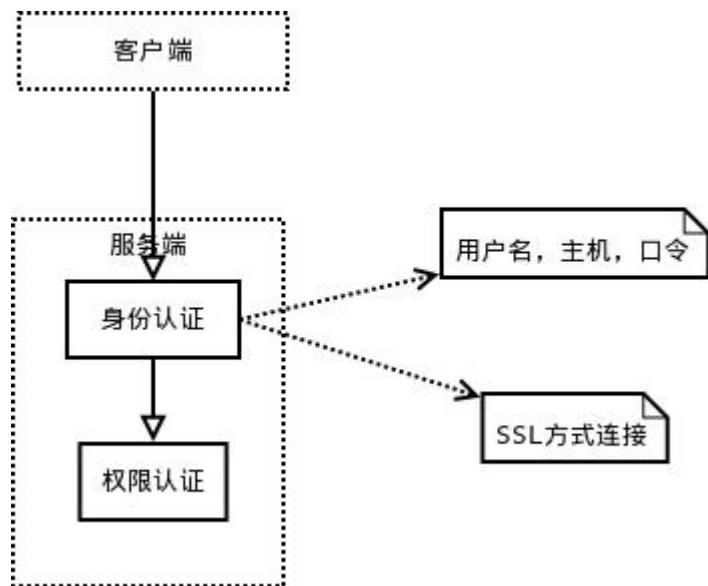 客户端
服务端
用户名，主机，口令
身份认证
SSL方式连接
权限认证